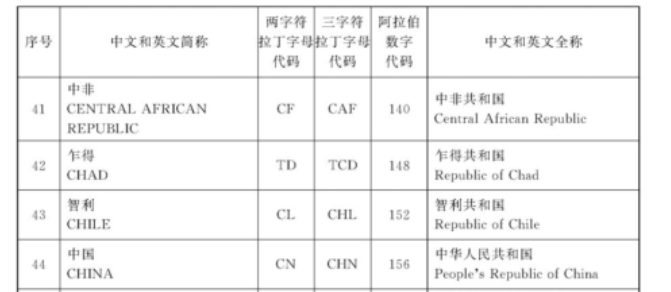 序号 中文和英文简称 两字符拉丁字母代码 三字符拉丁字母代码 阿拉伯数字代码 中文和英文全称
41 中非 CENTRAL AFRICAN REPUBLIC CF CAF 140 中非共和国 Central African Republic
42 乍得 CHAD TD TCD 148 乍得共和国 Republic of Chad
43 智利 CHILE CL CHL 152 智利共和国 Republic of Chile
44 中国 CHINA CN CHN 156 中华人民共和国 People's Republic of China